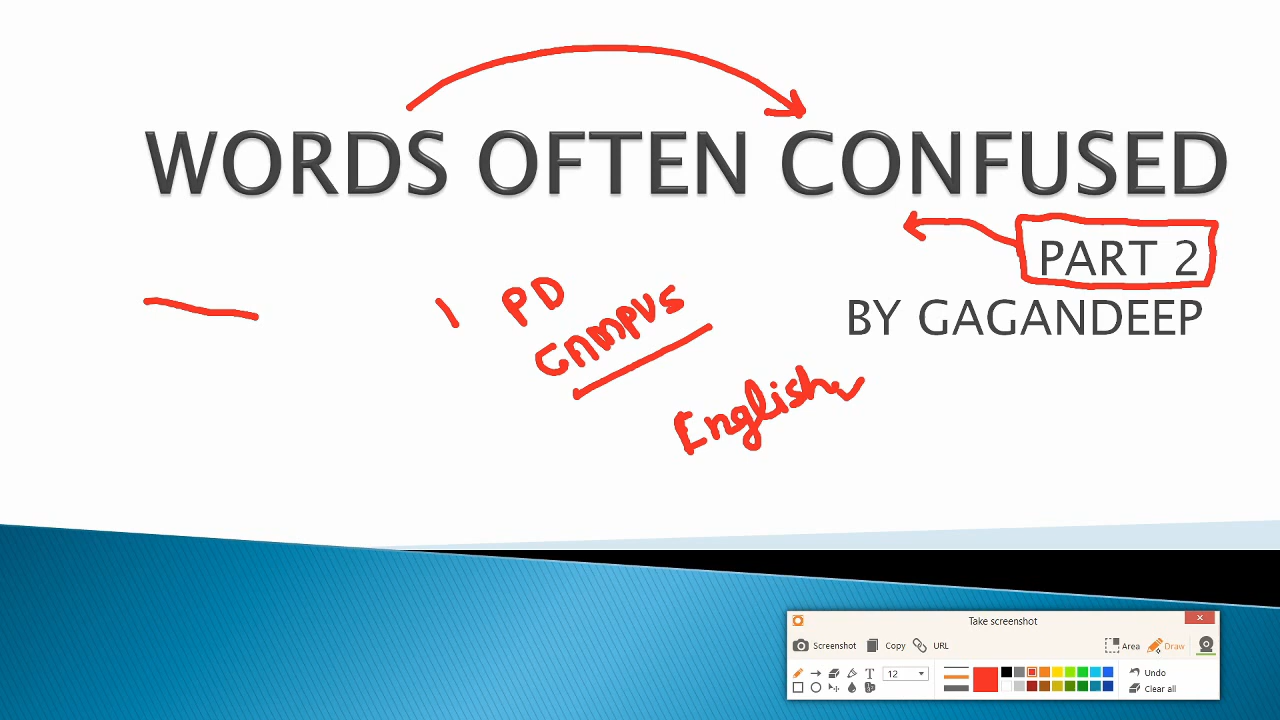 WORDS OFTEN CONFUSED
PART 2
BY GAGANDEEP
PD
CAMPUS
English
Take screenshot
Screenshot Copy URL Area Draw
T 12 Undo
Clear all